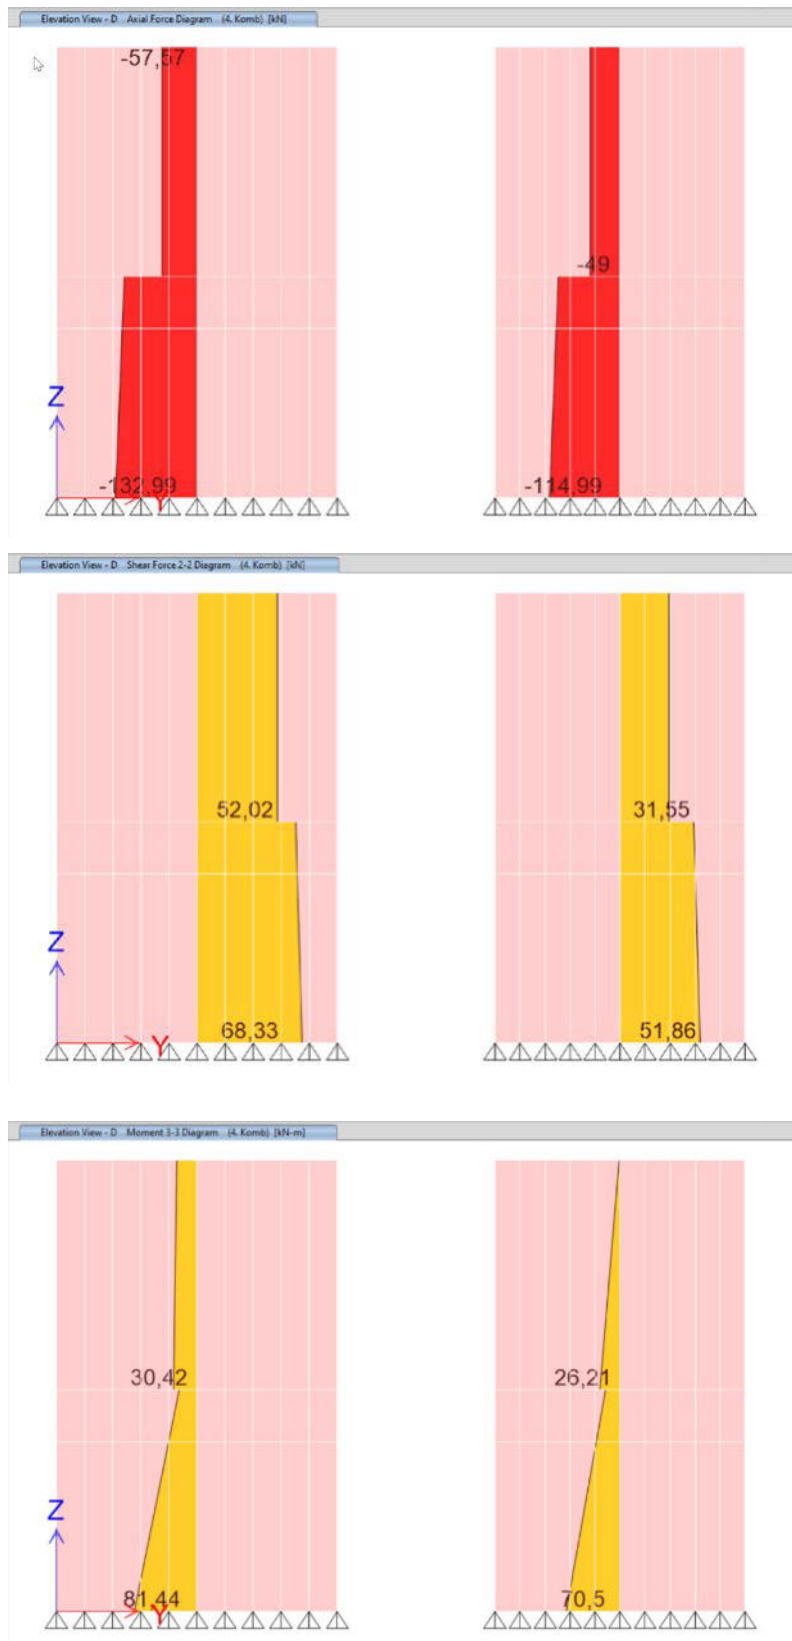 Elevation View - D Axial Force Diagram (4. Komb) [kN]
-57,57
-49
Z
-132,99
Y
-114,99
Elevation View - D Shear Force 2-2 Diagram (4. Komb) [kN]
52,02
31,55
Z
68,33
Y
51,86
Elevation View - D Moment 3-3 Diagram (4. Komb) [kN-m]
30,42
26,21
Z
81,44
Y
70,5